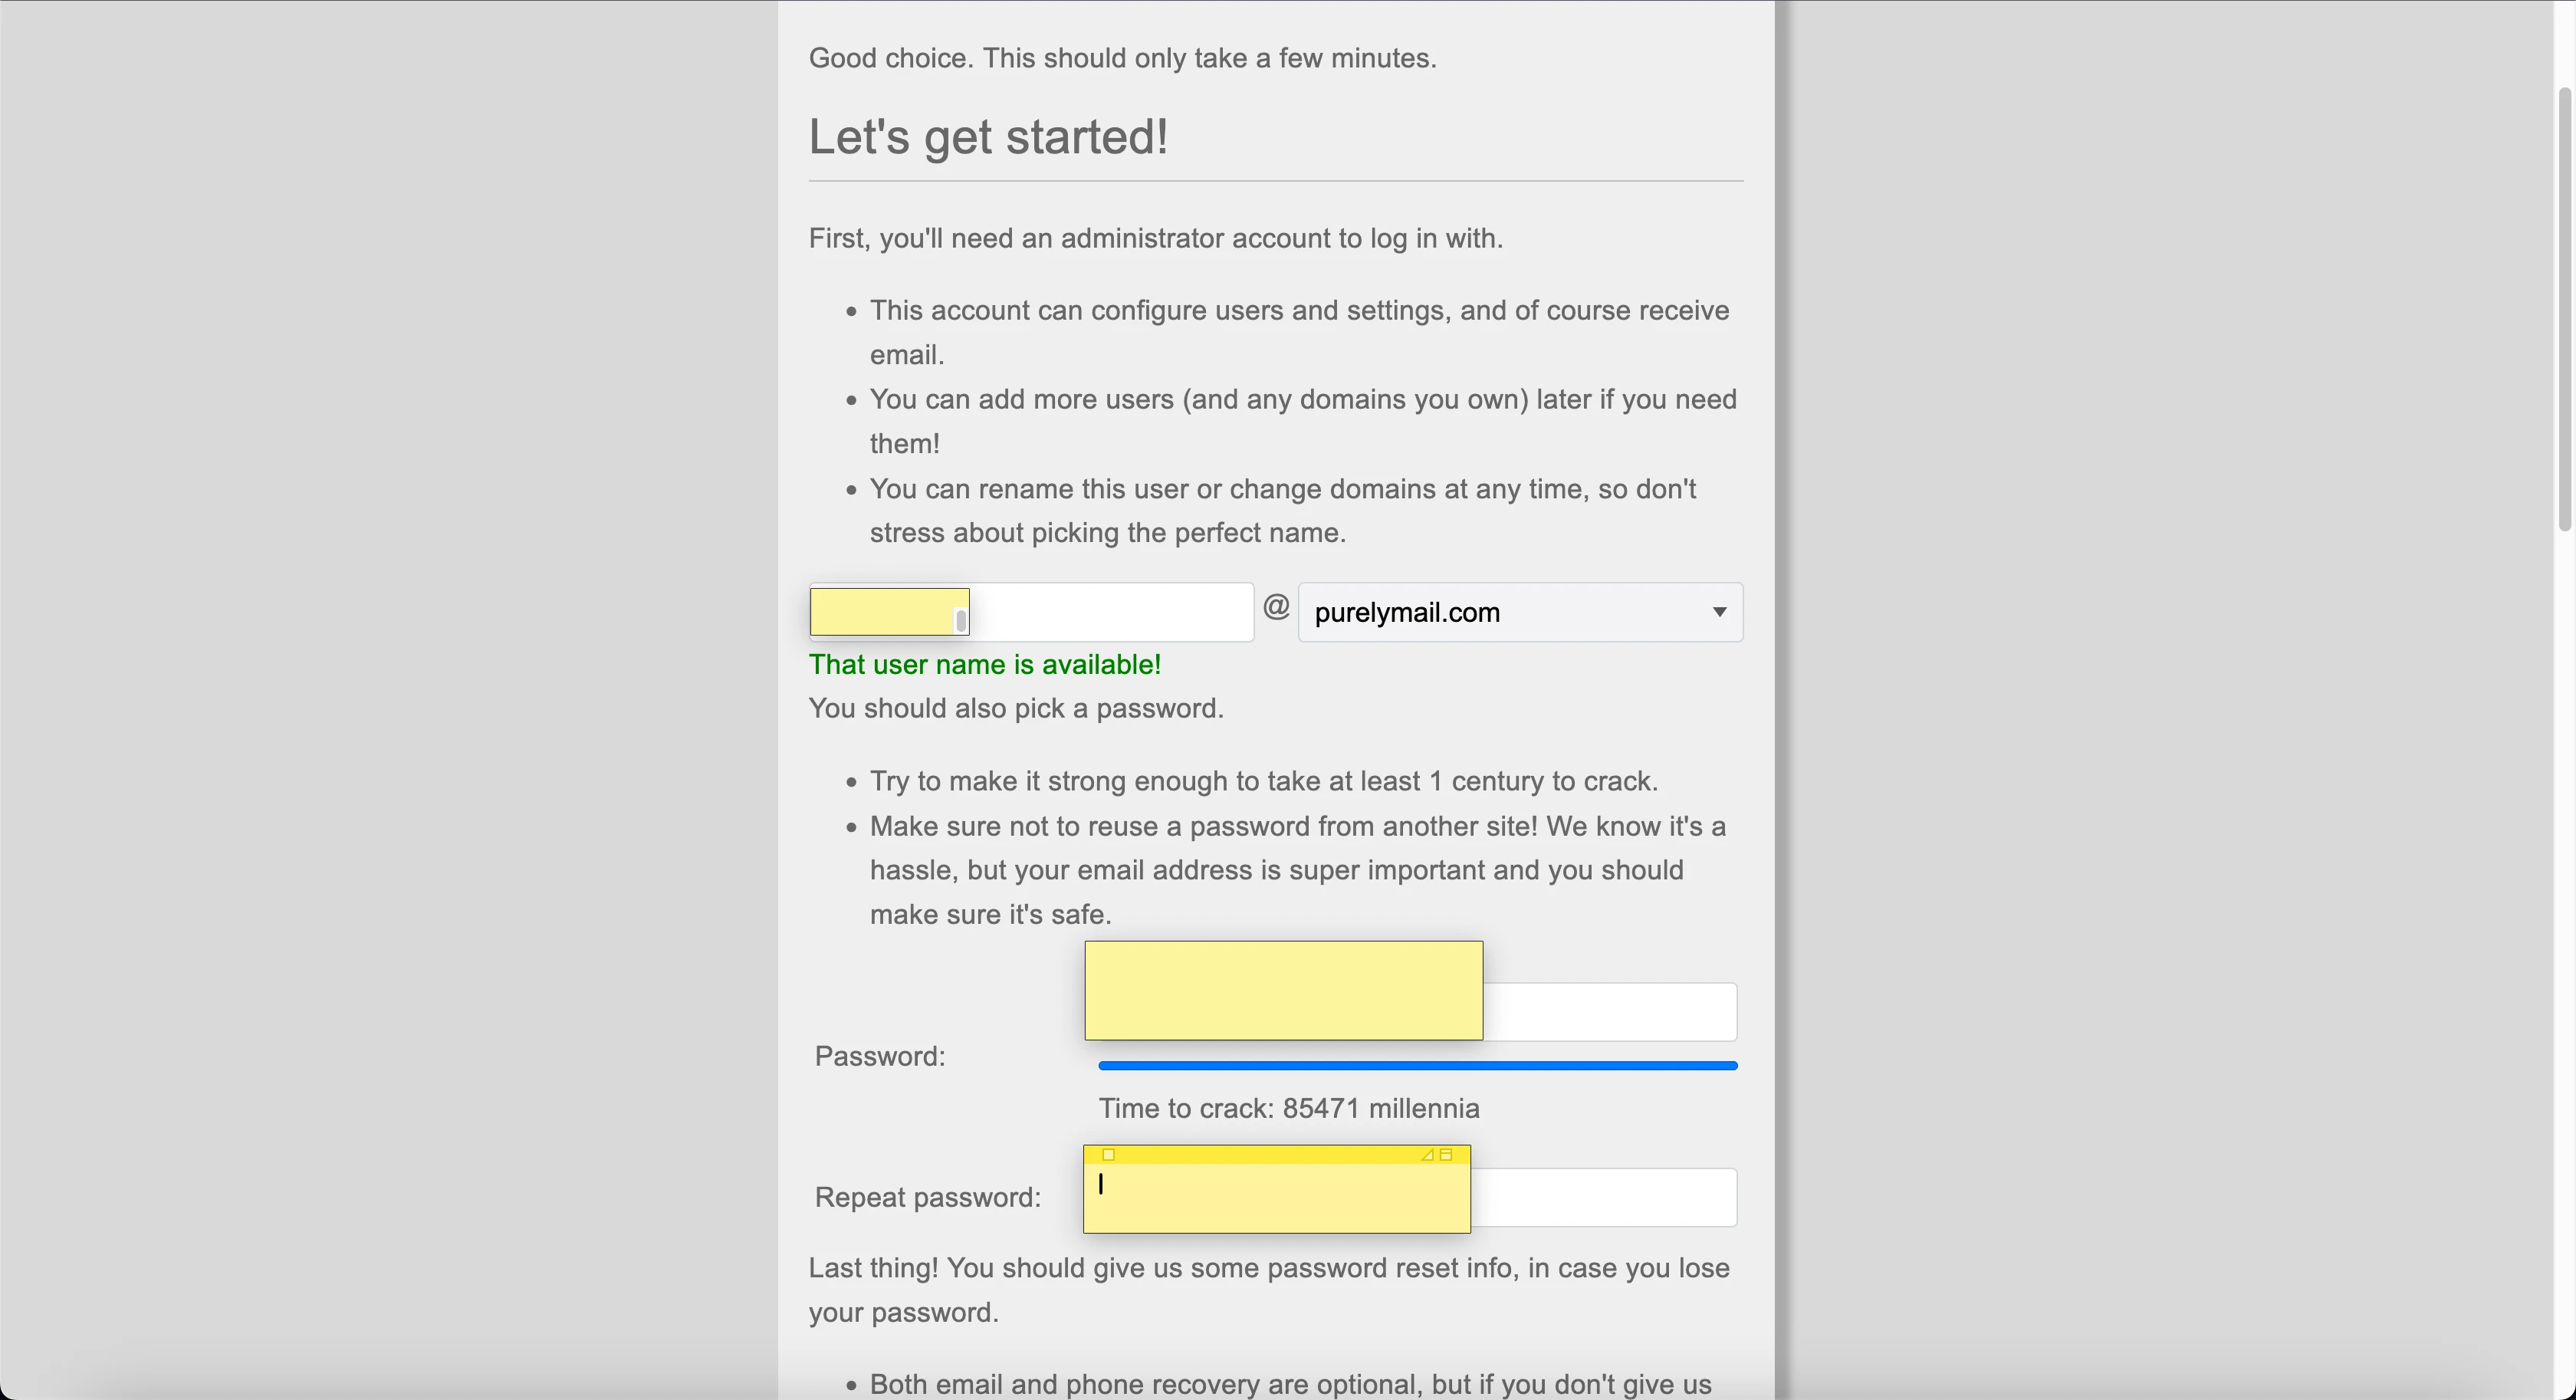 Good choice. This should only take a few minutes.
Let's get started!
First, you'll need an administrator account to log in with.
• This account can configure users and settings, and of course receive
email.
• You can add more users (and any domains you own) later if you need
them!
• You can rename this user or change domains at any time, so don't
stress about picking the perfect name.
@ purelymail.com
That user name is available!
You should also pick a password.
• Try to make it strong enough to take at least 1 century to crack.
• Make sure not to reuse a password from another site! We know it's a
hassle, but your email address is super important and you should
make sure it's safe.
Password:
Time to crack: 85471 millennia
Repeat password:
Last thing! You should give us some password reset info, in case you lose
your password.
• Both email and phone recovery are optional, but if you don't give us